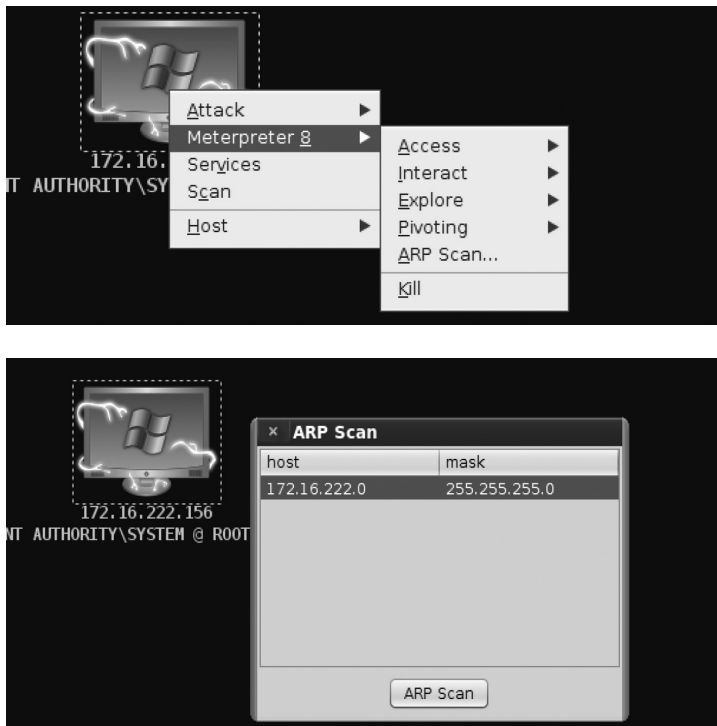 Attack
Meterpreter 8
Services
Scan
Host
Access
Interact
Explore
Pivoting
ARP Scan...
Kill
172.16.
NT AUTHORITY\SY
ARP Scan
host mask
172.16.222.0 255.255.255.0
ARP Scan
172.16.222.156
NT AUTHORITY\SYSTEM @ ROOT